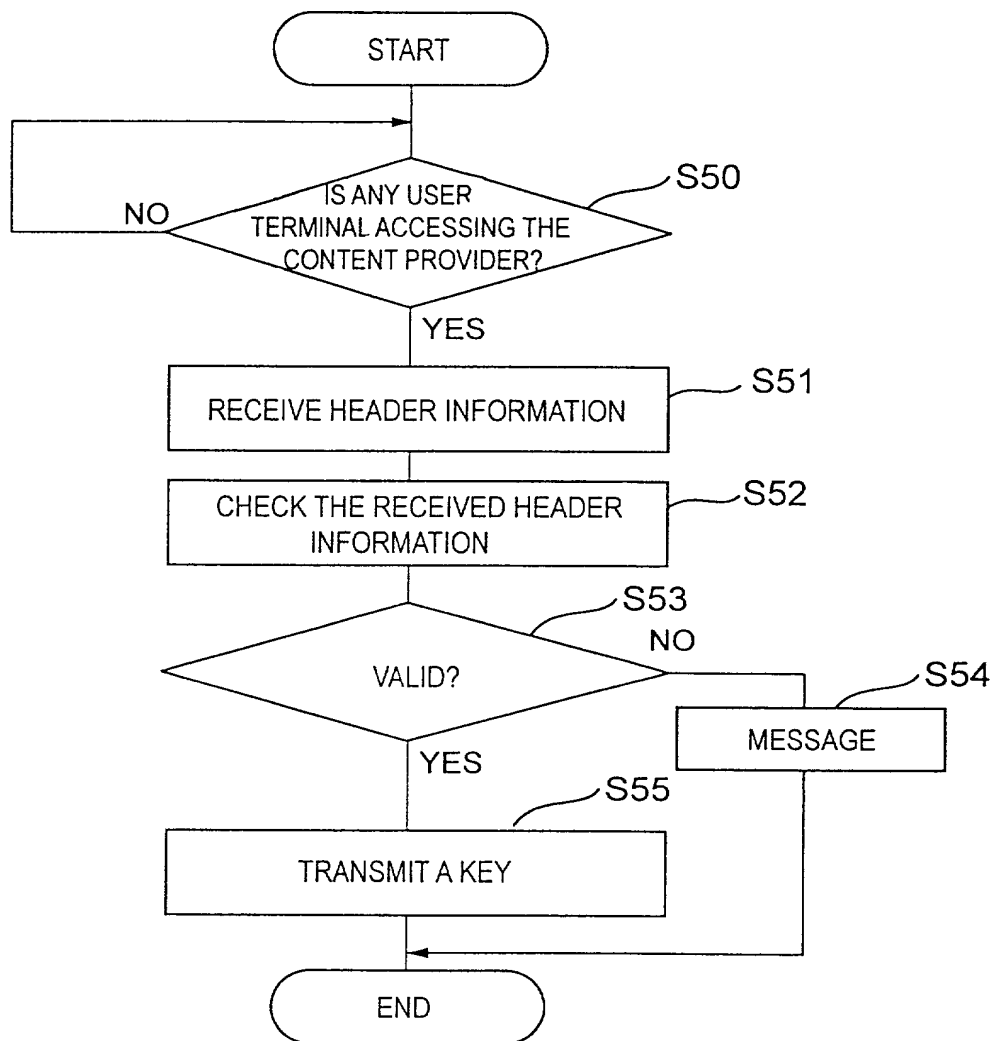 START
S50
IS ANY USER
TERMINAL ACCESSING THE
CONTENT PROVIDER?
NO
YES
S51
RECEIVE HEADER INFORMATION
S52
CHECK THE RECEIVED HEADER
INFORMATION
S53
NO
VALID?
S54
MESSAGE
YES
S55
TRANSMIT A KEY
END